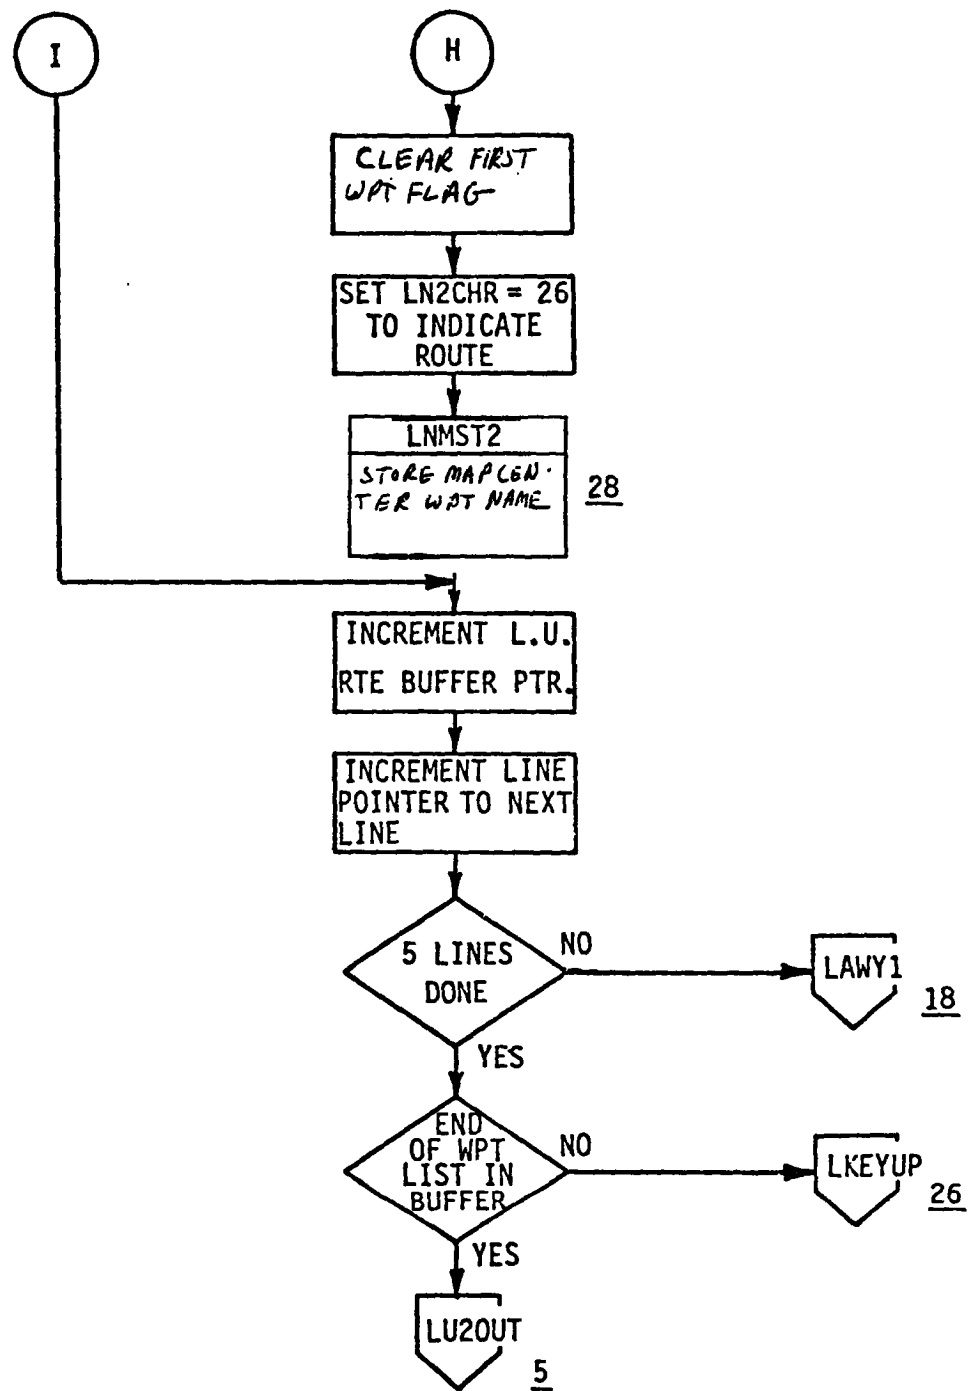 I
H
CLEAR FIRST
WPT FLAG
SET LN2CHR = 26
TO INDICATE
ROUTE
LNMST2
STORE MAP CEN-
TER WPT NAME
28
INCREMENT L.U.
RTE BUFFER PTR.
INCREMENT LINE
POINTER TO NEXT
LINE
5 LINES
DONE
NO
LAWY1
18
YES
END
OF WPT
LIST IN
BUFFER
NO
LKEYUP
26
YES
LU2OUT
5